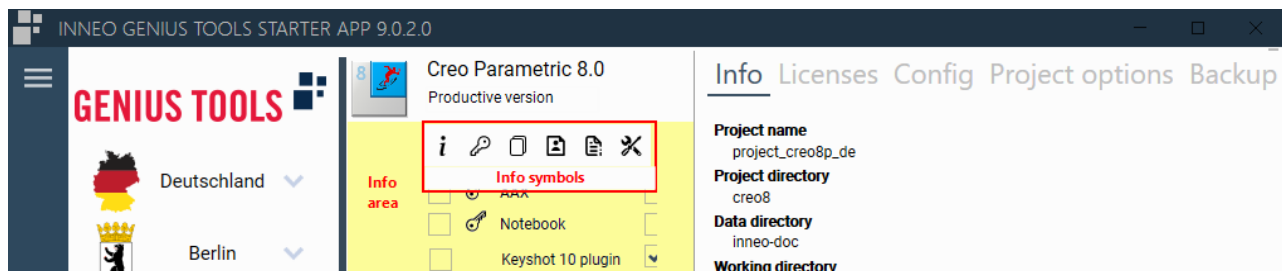 INNEO GENIUS TOOLS STARTER APP 9.0.2.0
GENIUS TOOLS
Deutschland
Berlin
8
Creo Parametric 8.0
Productive version
Info symbols
Info
area
AAX
Notebook
Keyshot 10 plugin
Info Licenses Config Project options Backup
Project name
project_creo8p_de
Project directory
creo8
Data directory
inneo-doc
Working directory